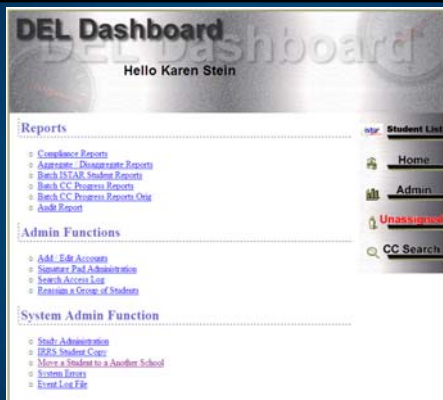 DEL Dashboard
Hello Karen Stein
Reports
Compliance Reports
Aggregate / Disaggregate Reports
Batch ISTAR Student Reports
Batch CC Progress Reports
Batch CC Progress Reports Orig
Audit Report
Admin Functions
Add / Edit Accounts
Signature Pad Administration
Search Access Log
Reassign a Group of Students
System Admin Function
Study Administration
IRRS Student Copy
Move a Student to a Another School
System Errors
Event Log File
istar Student List
Home
Admin
Unassigned
CC Search